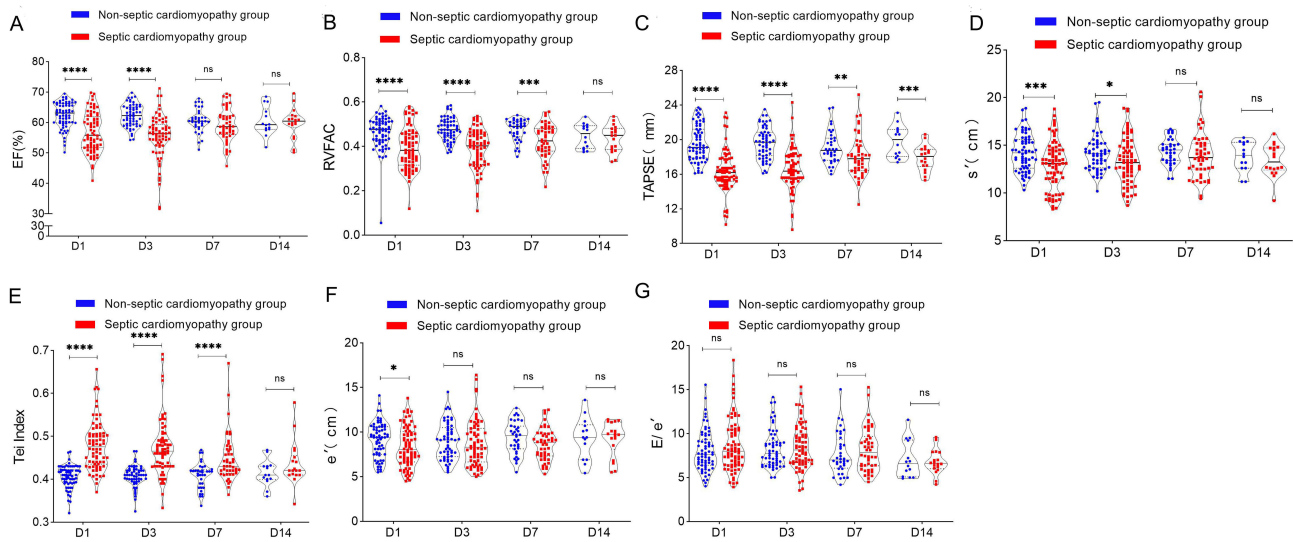 A
Non-septic cardiomyopathy group
Septic cardiomyopathy group
EF(%)
80
70
60
50
40
30
30
0
**** **** ns ns
D1 D3 D7 D14
B
Non-septic cardiomyopathy group
Septic cardiomyopathy group
RVFAC
0.8
0.6
0.4
0.2
0.0
**** **** *** ns
D1 D3 D7 D14
C
Non-septic cardiomyopathy group
Septic cardiomyopathy group
TAPSE( mm)
28
24
20
16
12
8
**** **** ** ***
D1 D3 D7 D14
D
Non-septic cardiomyopathy group
Septic cardiomyopathy group
s′( cm)
25
20
15
10
5
*** * ns ns
D1 D3 D7 D14
E
Non-septic cardiomyopathy group
Septic cardiomyopathy group
Teil Index
0.7
0.6
0.5
0.4
0.3
**** **** **** ns
D1 D3 D7 D14
F
Non-septic cardiomyopathy group
Septic cardiomyopathy group
e′( cm)
20
15
10
5
0
* ns ns ns
D1 D3 D7 D14
G
Non-septic cardiomyopathy group
Septic cardiomyopathy group
E/ e′
20
15
10
5
0
ns ns ns ns
D1 D3 D7 D14